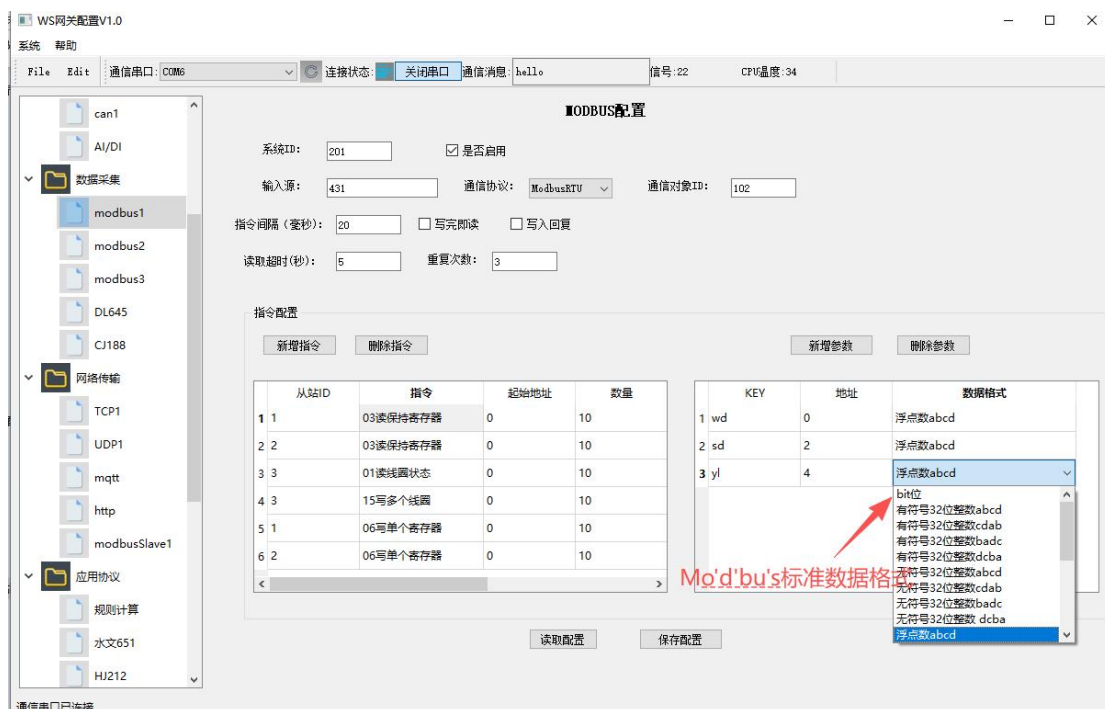 WS网关配置V1.0
系统 帮助
File Edit 通信串口: COM6 连接状态: 关闭串口 通信消息: hello 信号:22 CPU温度:34
can1
AI/DI
数据采集
modbus1
modbus2
modbus3
DL645
CJ188
网络传输
TCP1
UDP1
mqtt
http
modbusSlave1
应用协议
规则计算
水文651
HJ212
MODBUS配置
系统ID: 201 是否启用
输入源: 431 通信协议: ModbusRTU 通信对象ID: 102
指令间隔(毫秒): 20 写完即读 写入回复
读取超时(秒): 5 重复次数: 3
指令配置
新增指令 删除指令 新增参数 删除参数
从站ID 指令 起始地址 数量
1 1 03读保持寄存器 0 10
2 2 03读保持寄存器 0 10
3 3 01读线圈状态 0 10
4 3 15写多个线圈 0 10
5 1 06写单个寄存器 0 10
6 2 06写单个寄存器 0 10
KEY 地址 数据格式
1 wd 0 浮点数abcd
2 sd 2 浮点数abcd
3 yl 4 浮点数abcd
bit位
有符号32位整数abcd
有符号32位整数cdab
有符号32位整数badc
有符号32位整数dcba
无符号32位整数abcd
无符号32位整数cdab
无符号32位整数badc
无符号32位整数 dcba
浮点数abcd
Mo'd'bu's标准数据格式
读取配置 保存配置
通信串口已连接